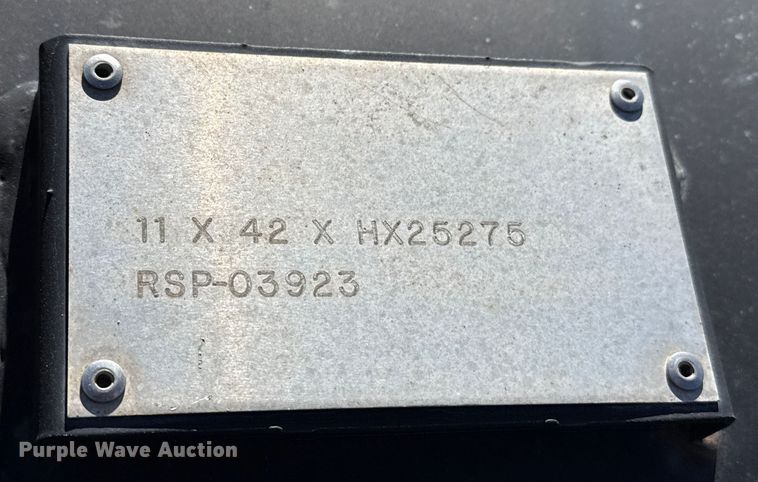 11 X 42 X HX25275
RSP-03923
Purple Wave Auction